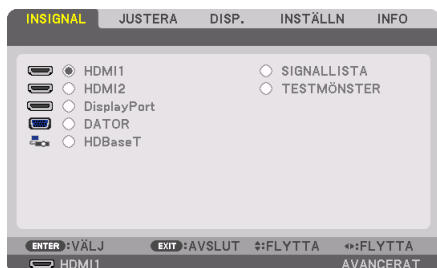 INSIGNAL JUSTERA DISP. INSTÄLLN INFO
HDMI1 SIGNALLISTA
HDMI2 TESTMÖNSTER
DisplayPort
DATOR
HDBaseT
ENTER:VÄLJ EXIT:AVSLUT :FLYTTA :FLYTTA
HDMI1 AVANCERAT